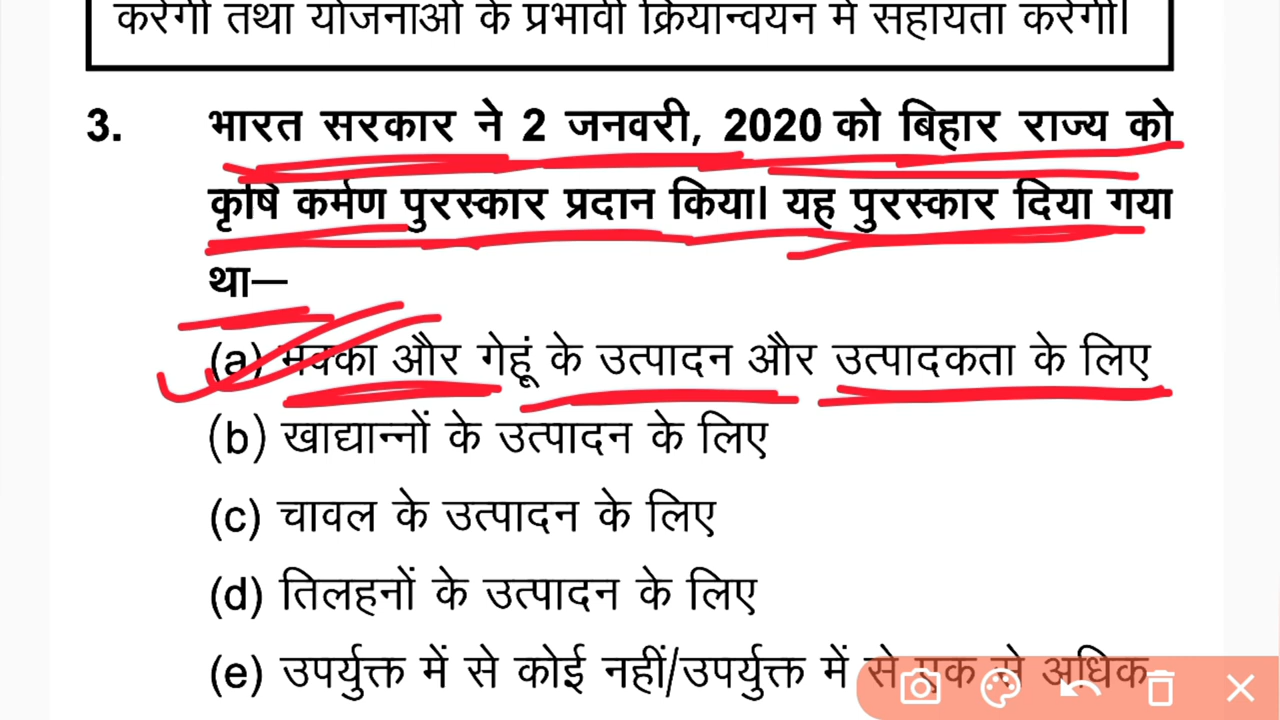 करेगी तथा योजनाओं के प्रभावी क्रियान्वयन में सहायता करेगी।
3. भारत सरकार ने 2 जनवरी, 2020 को बिहार राज्य को
कृषि कर्मण पुरस्कार प्रदान किया। यह पुरस्कार दिया गया
था—
(a) मक्का और गेहूं के उत्पादन और उत्पादकता के लिए
(b) खाद्यान्नों के उत्पादन के लिए
(c) चावल के उत्पादन के लिए
(d) तिलहनों के उत्पादन के लिए
(e) उपर्युक्त में से कोई नहीं/उपर्युक्त में से एक से अधिक